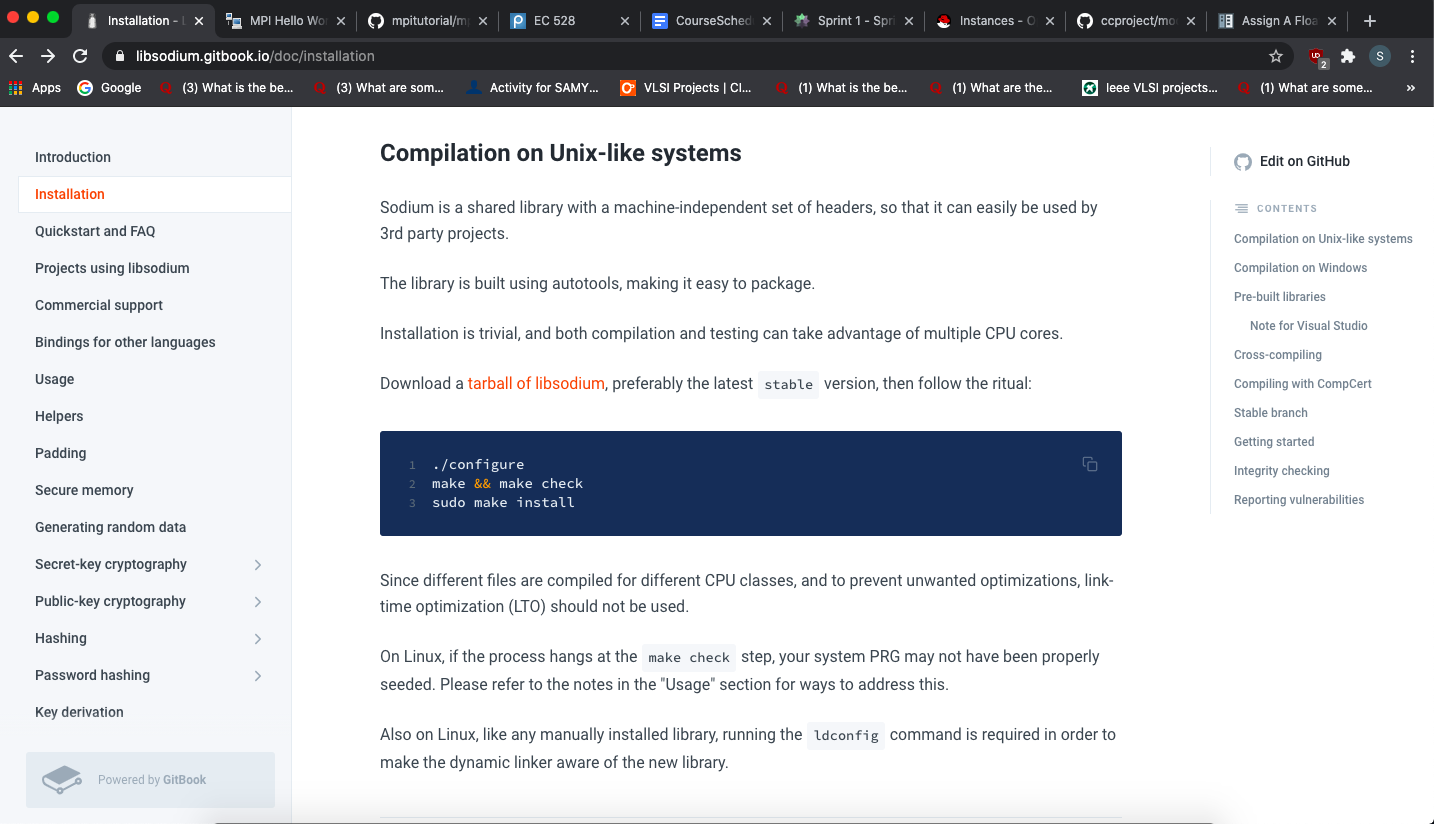 Installation - L
MPI Hello Wo
mpitutorial/m
EC 528
CourseSched
Sprint 1 - Spri
Instances - O
ccproject/mo
Assign A Floa
libsodium.gitbook.io/doc/installation
S
2
Apps
Google
(3) What is the be...
(3) What are som...
Activity for SAMY...
VLSI Projects | Cl...
(1) What is the be...
(1) What are the...
Ieee VLSI projects...
(1) What are some...
»
Introduction
Installation
Quickstart and FAQ
Projects using libsodium
Commercial support
Bindings for other languages
Usage
Helpers
Padding
Secure memory
Generating random data
Secret-key cryptography
Public-key cryptography
Hashing
Password hashing
Key derivation
Powered by GitBook
Compilation on Unix-like systems
Sodium is a shared library with a machine-independent set of headers, so that it can easily be used by
3rd party projects.
The library is built using autotools, making it easy to package.
Installation is trivial, and both compilation and testing can take advantage of multiple CPU cores.
Download a tarball of libsodium, preferably the latest stable version, then follow the ritual:
1 ./configure
2 make && make check
3 sudo make install
Since different files are compiled for different CPU classes, and to prevent unwanted optimizations, link-
time optimization (LTO) should not be used.
On Linux, if the process hangs at the make check step, your system PRG may not have been properly
seeded. Please refer to the notes in the "Usage" section for ways to address this.
Also on Linux, like any manually installed library, running the ldconfig command is required in order to
make the dynamic linker aware of the new library.
Edit on GitHub
CONTENTS
Compilation on Unix-like systems
Compilation on Windows
Pre-built libraries
Note for Visual Studio
Cross-compiling
Compiling with CompCert
Stable branch
Getting started
Integrity checking
Reporting vulnerabilities